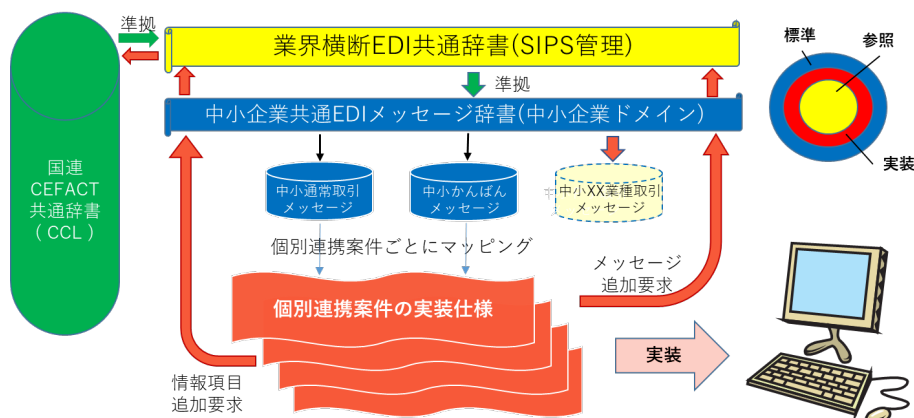 準拠
業界横断EDI共通辞書(SIPS管理)
標準
参照
準拠
中小企業共通EDIメッセージ辞書(中小企業ドメイン)
実装
国連
CEFACT
共通辞書
( CCL )
中小通常取引
メッセージ
中小かんばん
メッセージ
中小XX業種取引
メッセージ
個別連携案件ごとにマッピング
メッセージ
追加要求
個別連携案件の実装仕様
実装
情報項目
追加要求